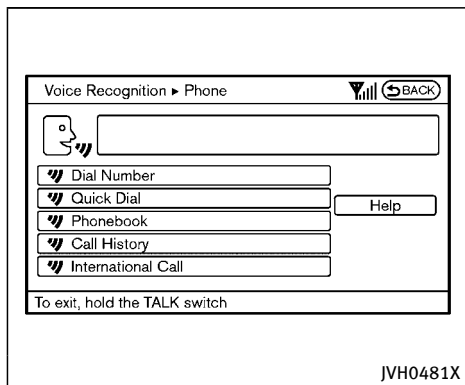 Voice Recognition ▸ Phone BACK
Dial Number
Quick Dial
Help
Phonebook
Call History
International Call
To exit, hold the TALK switch
JVH0481X